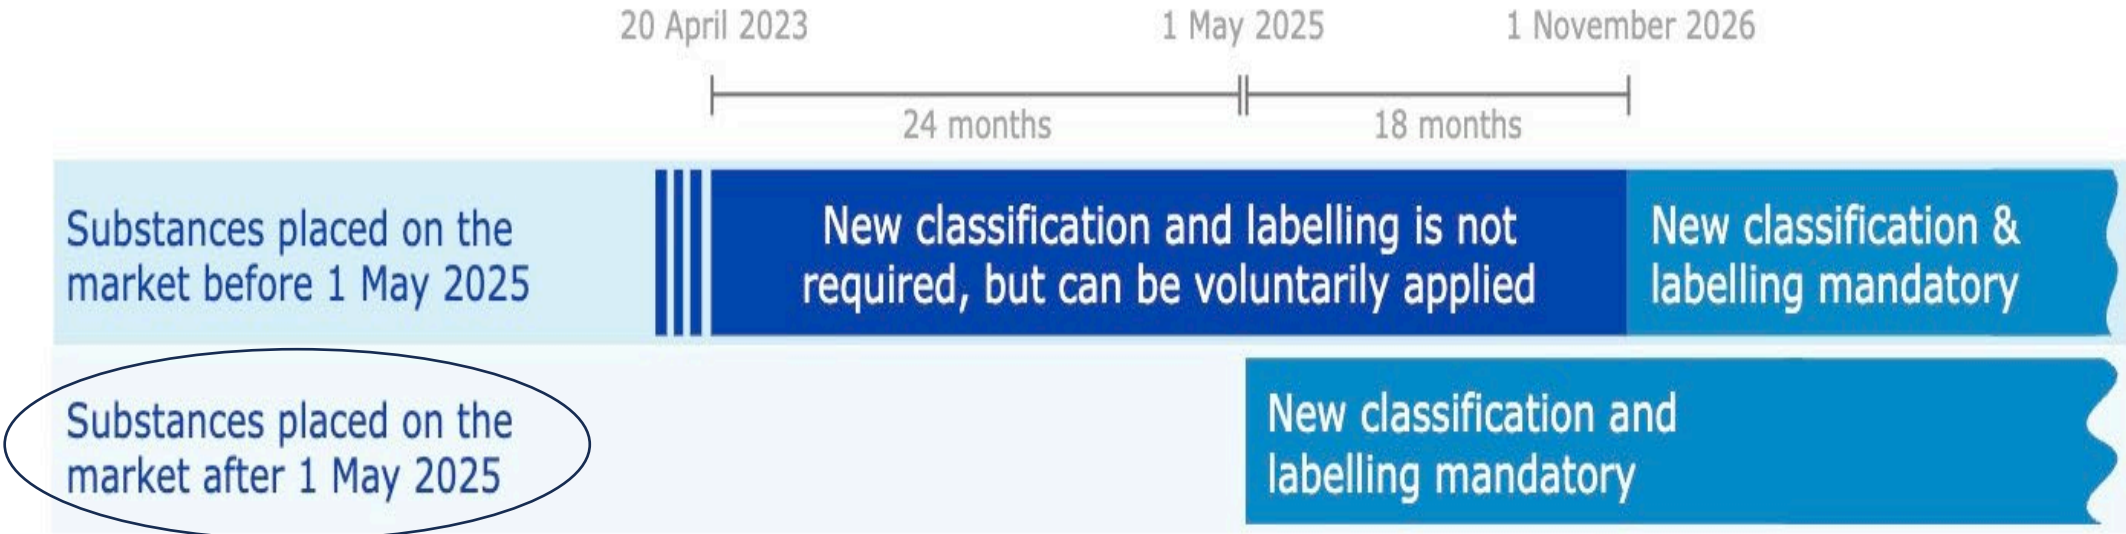 20 April 2023
1 May 2025
1 November 2026
24 months
18 months
Substances placed on the
market before 1 May 2025
New classification and labelling is not
required, but can be voluntarily applied
New classification &
labelling mandatory
Substances placed on the
market after 1 May 2025
New classification and
labelling mandatory